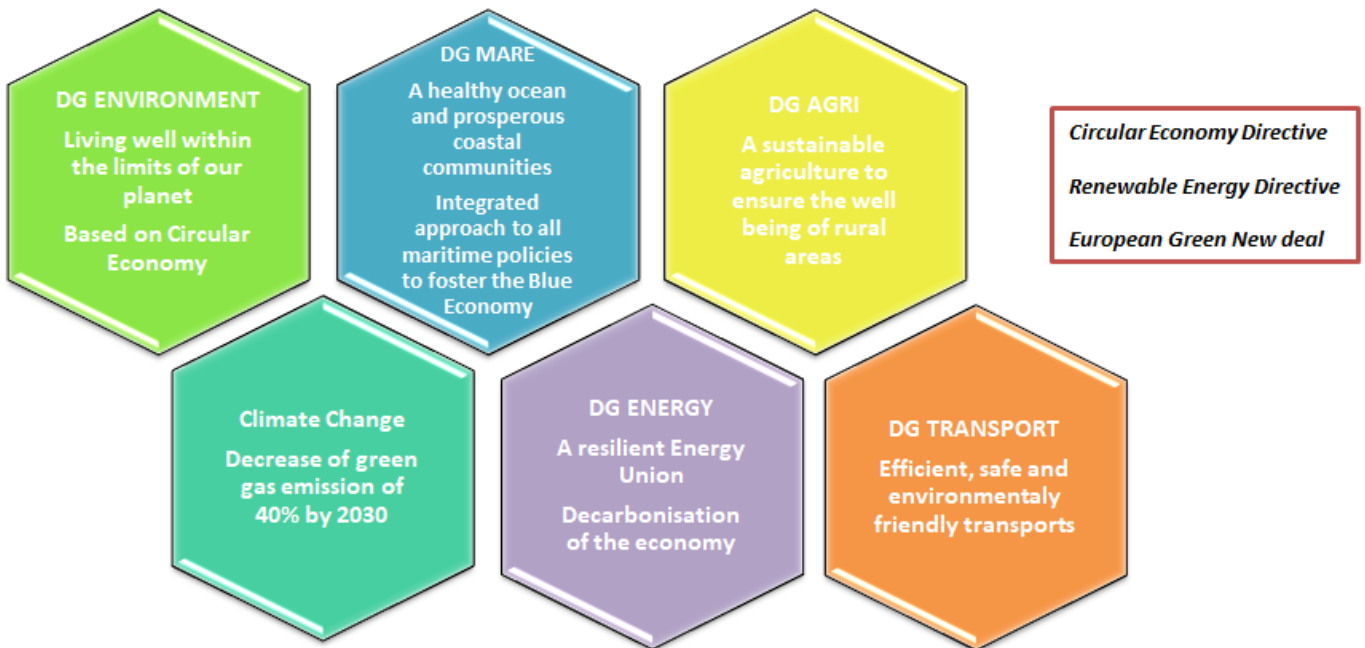 DG ENVIRONMENT
Living well within
the limits of our
planet
Based on Circular
Economy
DG MARE
A healthy ocean
and prosperous
coastal
communities
Integrated
approach to all
maritime policies
to foster the Blue
Economy
DG AGRI
A sustainable
agriculture to
ensure the well
being of rural
areas
Circular Economy Directive
Renewable Energy Directive
European Green New deal
Climate Change
Decrease of green
gas emission of
40% by 2030
DG ENERGY
A resilient Energy
Union
Decarbonisation
of the economy
DG TRANSPORT
Efficient, safe and
environmentaly
friendly transports